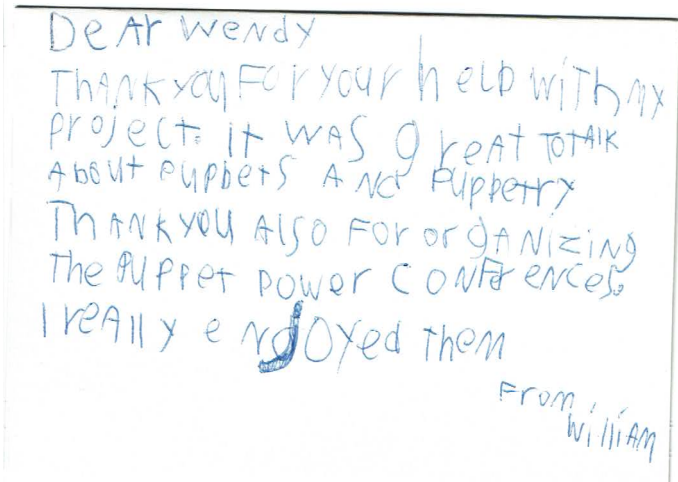 Dear Wendy
Thank you For your help with my
project. it was great to talk
About puppets And Puppetry
Thank you Also For organizing
The puppet power conferences.
I really enjoyed them
From,
William